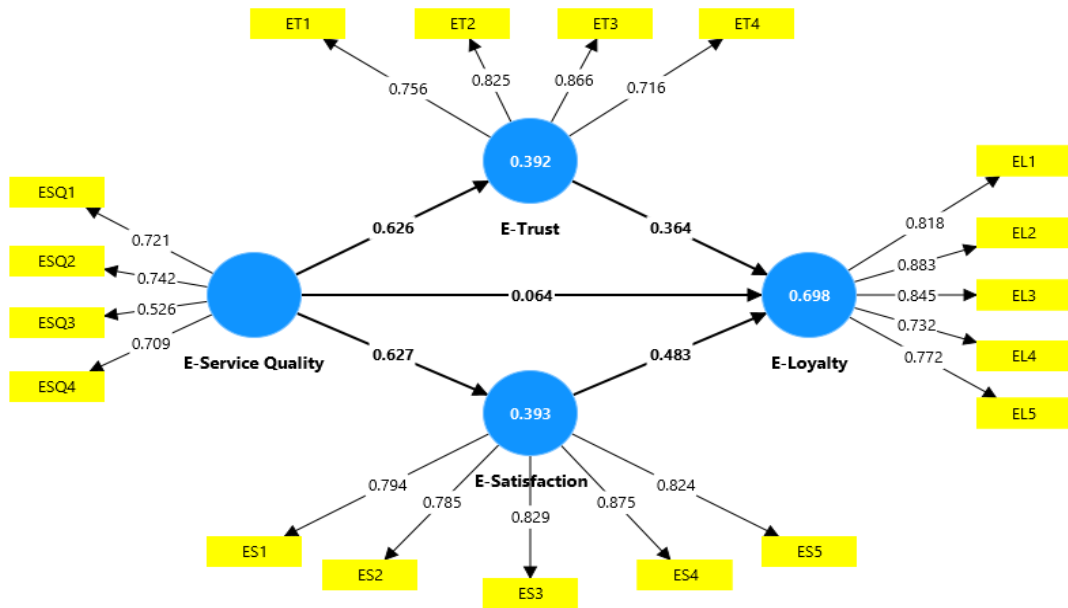 ET1
ET2
ET3
ET4
0.756
0.825
0.866
0.716
0.392
E-Trust
ESQ1
ESQ2
ESQ3
ESQ4
0.721
0.742
0.526
0.709
E-Service Quality
0.626
0.364
0.064
0.627
0.483
0.698
E-Loyalty
EL1
EL2
EL3
EL4
EL5
0.818
0.883
0.845
0.732
0.772
0.393
E-Satisfaction
0.794
0.785
0.829
0.875
0.824
ES1
ES2
ES3
ES4
ES5